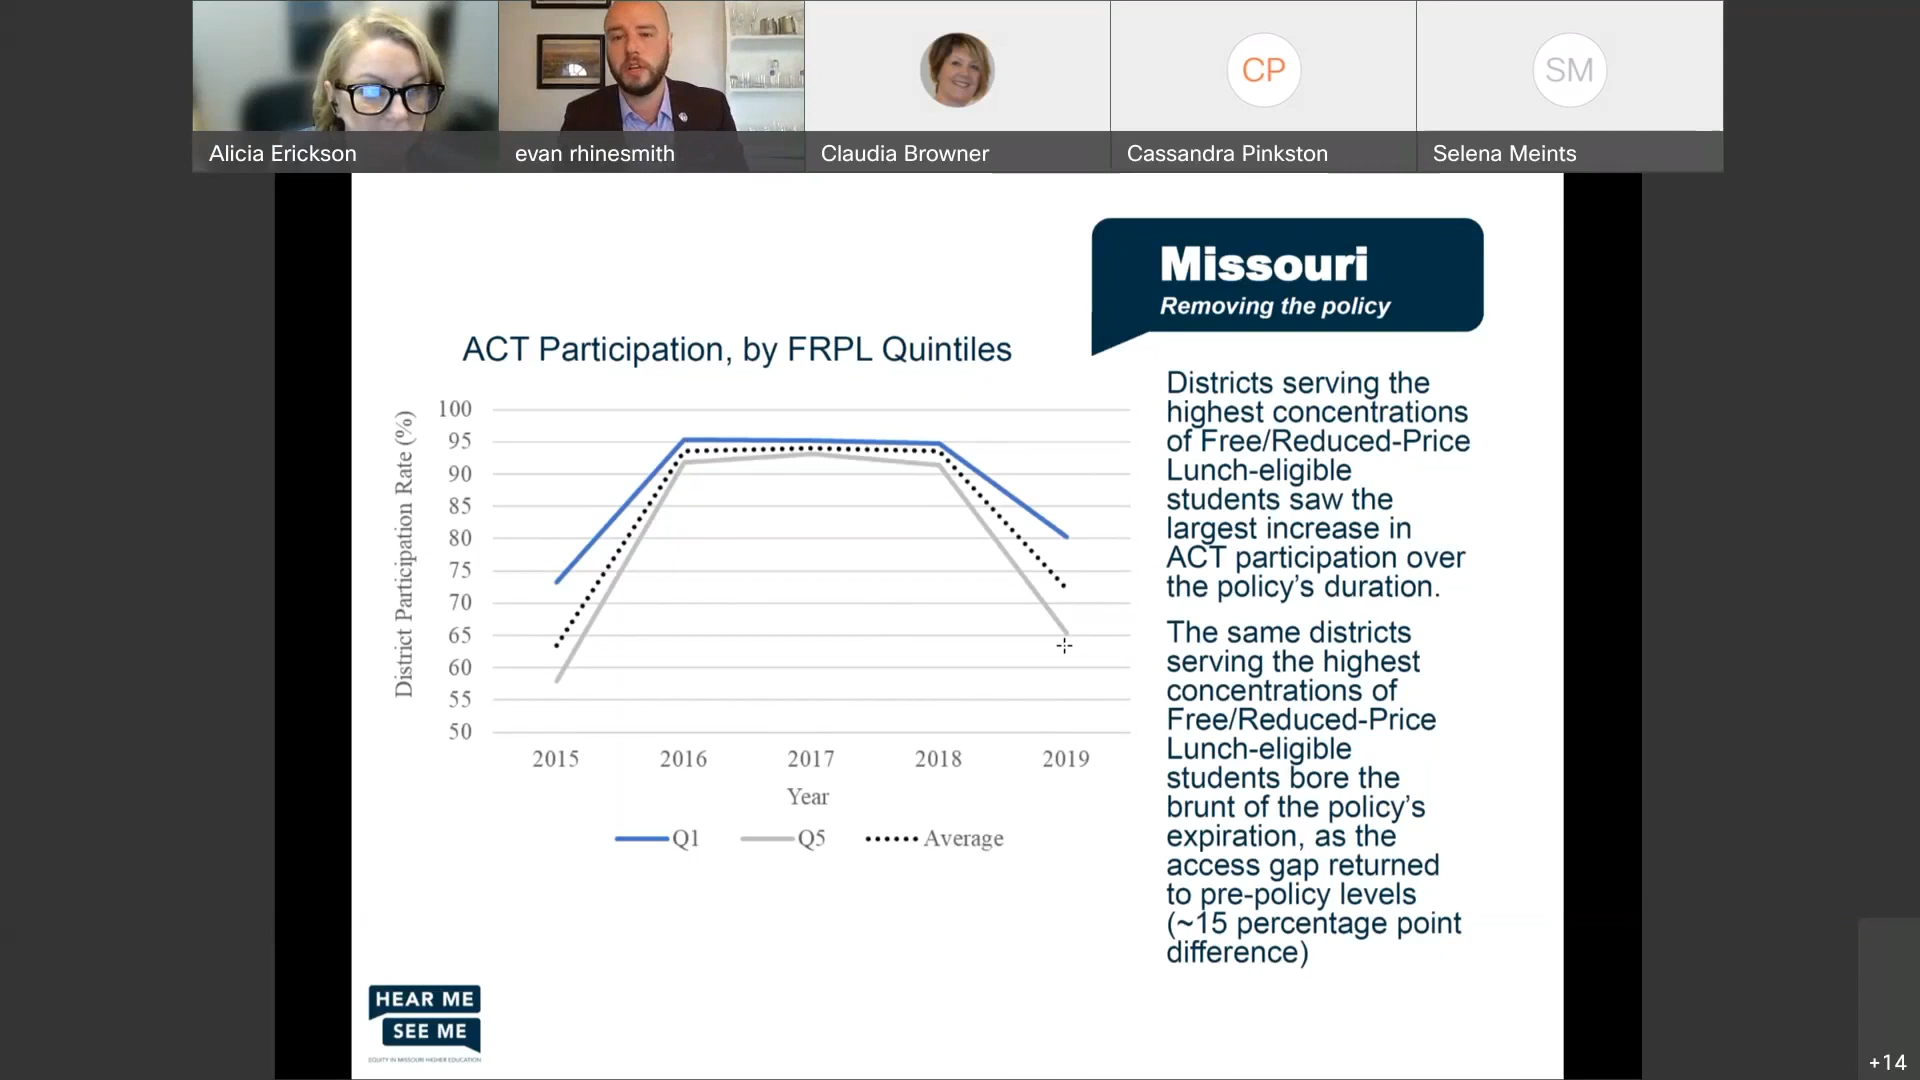 Alicia Erickson
evan rhinesmith
Claudia Browner
CP
Cassandra Pinkston
SM
Selena Meints
Missouri
Removing the policy
ACT Participation, by FRPL Quintiles
District Participation Rate (%)
100
95
90
85
80
75
70
65
60
55
50
2015 2016 2017 2018 2019
Year
Q1 Q5 Average
Districts serving the
highest concentrations
of Free/Reduced-Price
Lunch-eligible
students saw the
largest increase in
ACT participation over
the policy’s duration.
The same districts
serving the highest
concentrations of
Free/Reduced-Price
Lunch-eligible
students bore the
brunt of the policy’s
expiration, as the
access gap returned
to pre-policy levels
(~15 percentage point
difference)
HEAR ME
SEE ME
EQUITY IN MISSOURI HIGHER EDUCATION
+14